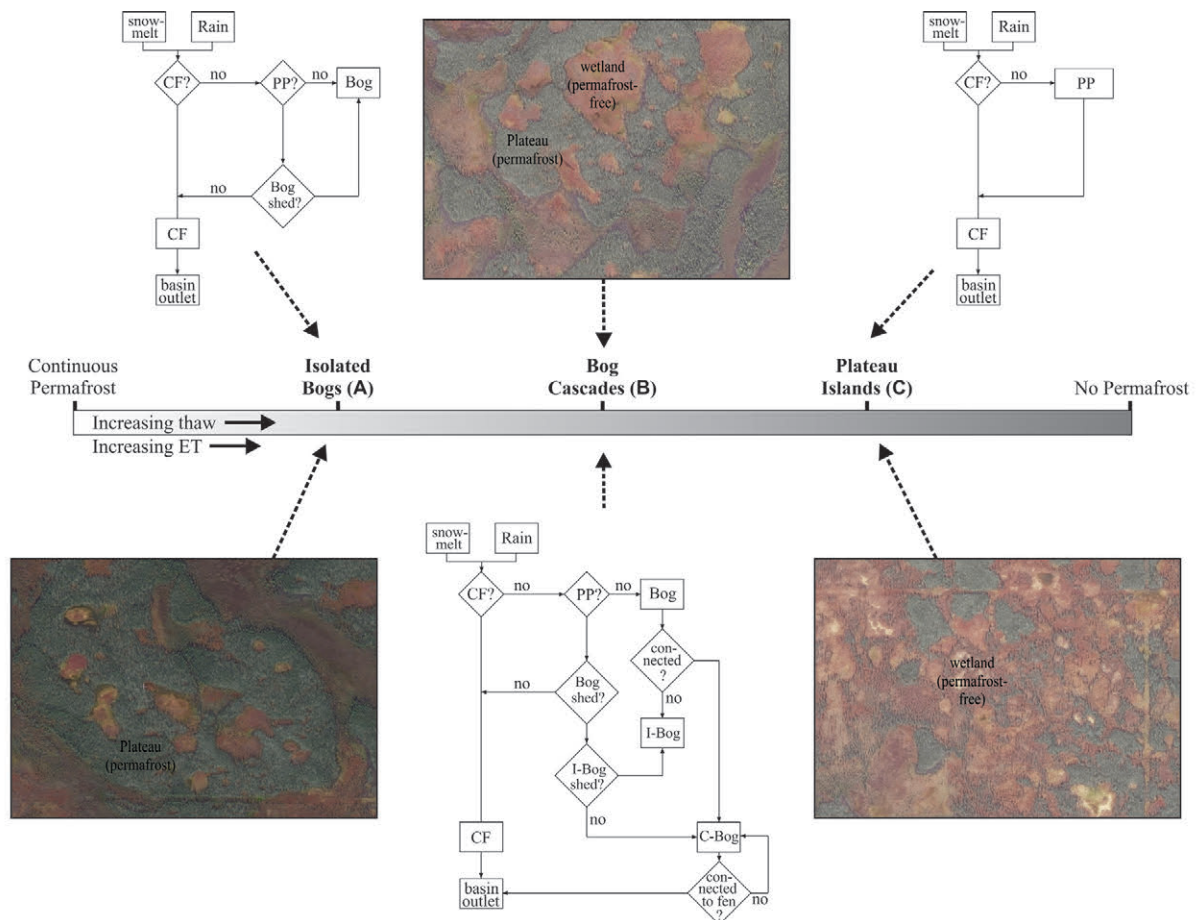 snow-
melt
Rain
CF?
no
PP?
no
Bog
no
Bog
shed?
CF
basin
outlet
wetland
(permafrost-
free)
Plateau
(permafrost)
snow-
melt
Rain
CF?
no
PP
CF
basin
outlet
Continuous
Permafrost
Isolated
Bogs (A)
Bog
Cascades (B)
Plateau
Islands (C)
No Permafrost
Increasing thaw
Increasing ET
Plateau
(permafrost)
snow-
melt
Rain
CF?
no
PP?
no
Bog
con-
nected
?
no
Bog
shed?
no
I-Bog
I-Bog
shed?
no
CF
C-Bog
basin
outlet
con-
nected
to fen
?
no
wetland
(permafrost-
free)